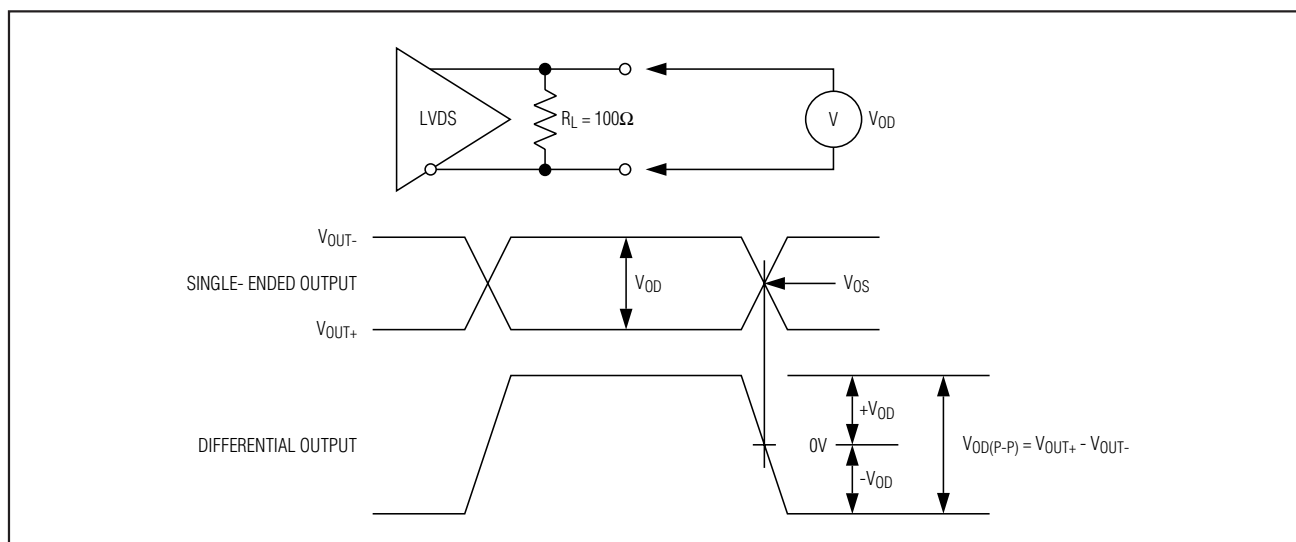 LVDS
R_L = 100Ω
V
V_OD
V_OUT-
SINGLE- ENDED OUTPUT
V_OD
V_OS
V_OUT+
+V_OD
DIFFERENTIAL OUTPUT
0V
V_OD(P-P) = V_OUT+ - V_OUT-
-V_OD